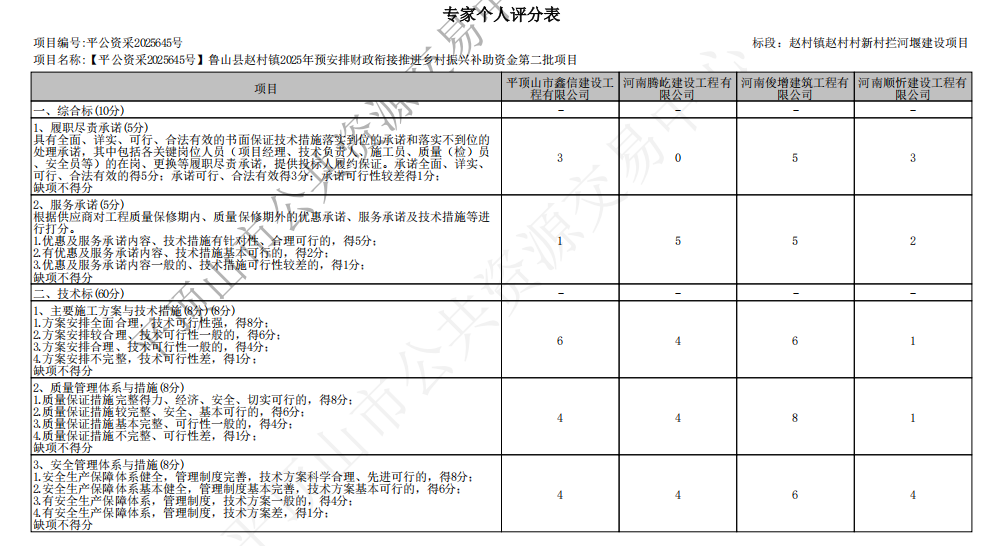 专家个人评分表
项目编号:平公资采2025645号
标段：赵村镇赵村村新村拦河堰建设项目
项目名称:【平公资采2025645号】鲁山县赵村镇2025年预安排财政衔接推进乡村振兴补助资金第二批项目
项目 平顶山市鑫信建设工程有限公司 河南腾屹建设工程有限公司 河南俊增建筑工程有限公司 河南顺忻建设工程有限公司
一、综合标(10分) － － － －
1、履职尽责承诺(5分)
具有全面、详实、可行、合法有效的书面保证技术措施落实到位的承诺和落实不到位的
处理承诺，其中包括各关键岗位人员（项目经理、技术负责人、施工员、质量（检）员
、安全员等）的在岗、更换等履职尽责承诺，提供投标人履约保证。承诺全面、详实、
可行、合法有效的得5分；承诺可行、合法有效得3分；承诺可行性较差得1分；
缺项不得分
3 0 5 3
2、服务承诺(5分)
根据供应商对工程质量保修期内、质量保修期外的优惠承诺、服务承诺及技术措施等进
行打分。
1.优惠及服务承诺内容、技术措施有针对性、合理可行的，得5分；
2.有优惠及服务承诺内容、技术措施基本可行的，得2分；
3.优惠及服务承诺内容一般的、技术措施可行性较差的，得1分；
缺项不得分
1 5 5 2
二、技术标(60分) － － － －
1、主要施工方案与技术措施(8分)(8分)
1.方案安排全面合理，技术可行性强，得8分；
2.方案安排较合理、技术可行性一般的，得6分；
3.方案安排合理、技术可行性一般的，得4分；
4.方案安排不完整，技术可行性差，得1分；
缺项不得分
6 4 6 1
2、质量管理体系与措施(8分)
1.质量保证措施完整得力、经济、安全、切实可行的，得8分；
2.质量保证措施较完整、安全、基本可行的，得6分；
3.质量保证措施基本完整、可行性一般的，得4分；
4.质量保证措施不完整、可行性差，得1分；
缺项不得分
4 4 8 1
3、安全管理体系与措施(8分)
1.安全生产保障体系健全，管理制度完善，技术方案科学合理、先进可行的，得8分；
2.安全生产保障体系基本健全，管理制度基本完善，技术方案基本可行的，得6分；
3.有安全生产保障体系，管理制度，技术方案一般的，得4分；
4.有安全生产保障体系，管理制度，技术方案差，得1分；
缺项不得分
4 4 6 4
平顶山市公共资源交易中心
平顶山市公共资源交易中心